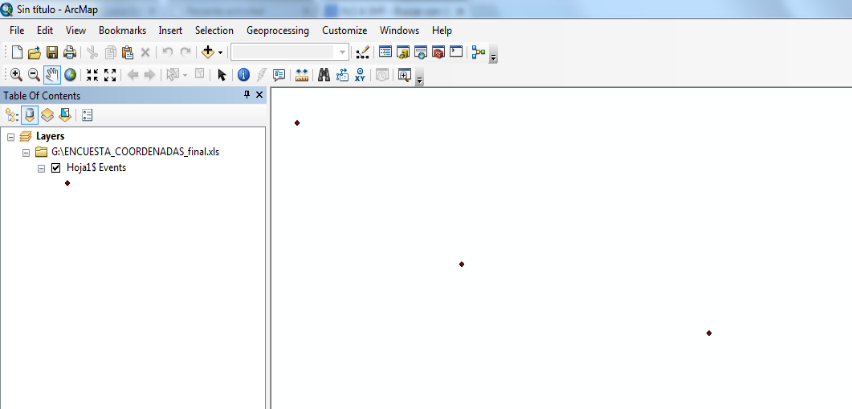 Sin título - ArcMap
File Edit View Bookmarks Insert Selection Geoprocessing Customize Windows Help
Table Of Contents
Layers
G:\ENCUESTA_COORDENADAS_final.xls
Hoja1$ Events